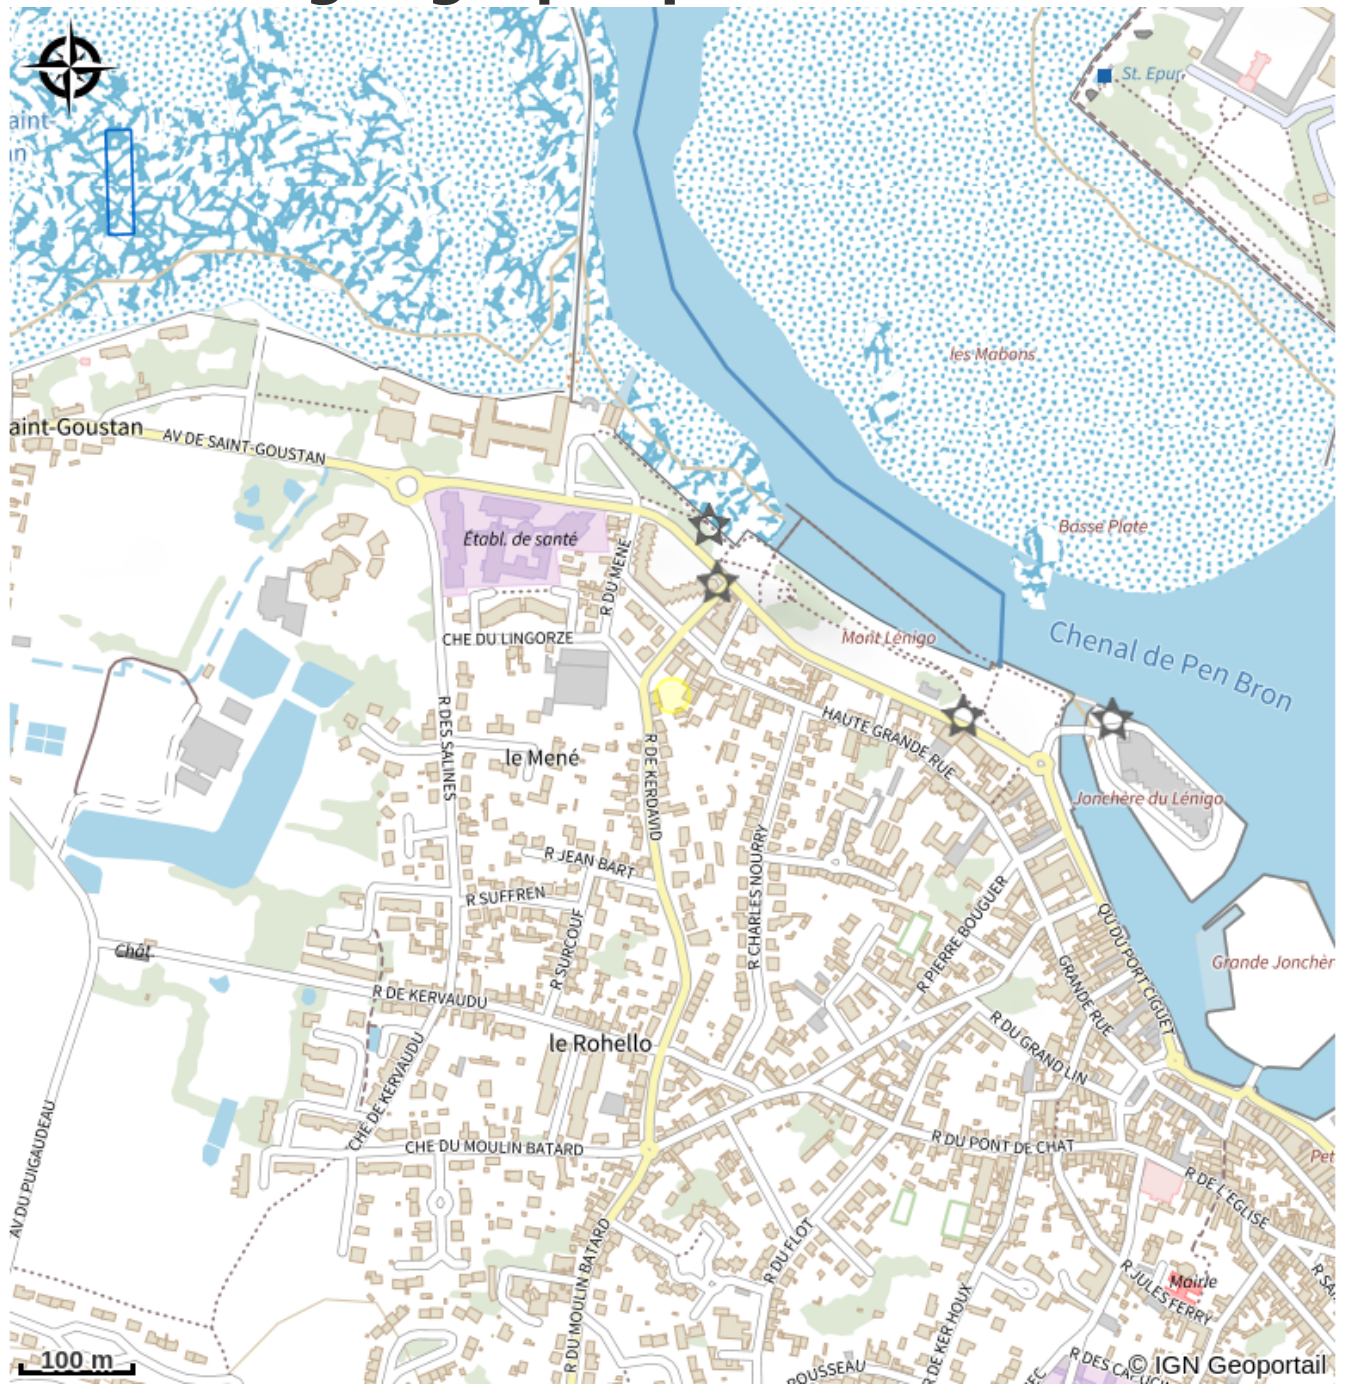 St. Epur
aint-
n
les Mabons
aint-Goustan
AV DE SAINT-GOUSTAN
Établ. de santé
Basse Plate
R DU MENE
CHE DU LINGORZE
Mont Lénigo
Chenal de Pen Bron
R DES SALINES
HAUTE GRANDE RUE
le Mené
R DE KERDAVID
Jonchère du Lénigo
R JEAN BART
R SUFFREN
R CHARLES NOURRY
R PIERRE BOUGUER
R SURCOUF
QU DU PORT CIGUET
Chât.
GRANDE RUE
Grande Jonchèr
R DE KERVAUDU
le Rohello
R DU GRAND LIN
CHE DE KERVAUDU
AV DU PUIGAUDEAU
CHE DU MOULIN BATARD
R DU PONT DE CHAT
Pet
R DE L'EGLISE
R DU FLOT
R DU MOULIN BATARD
R JULES FERRY
Mairie
R SA
R DE KER HOUX
ROUSSEAU
R DES CAPUCIN
100 m
© IGN Geoportail